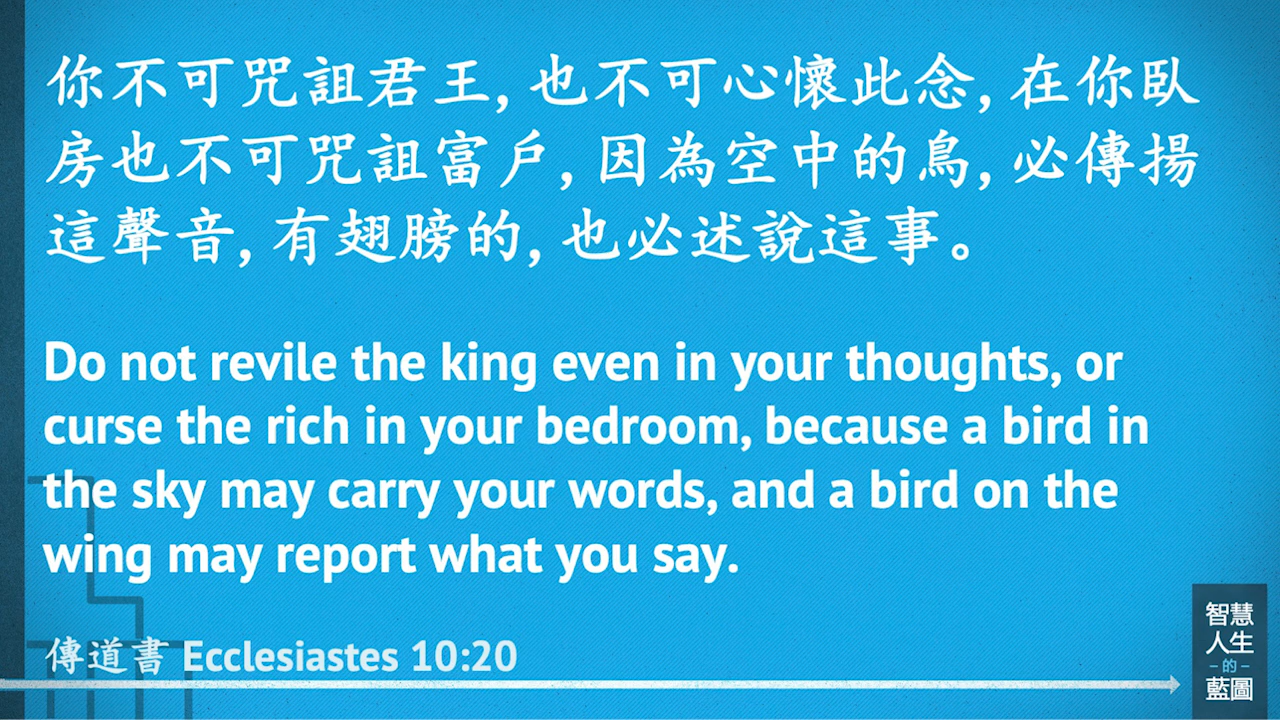 你不可咒詛君王,也不可心懷此念,在你臥
房也不可咒詛富戶,因為空中的鳥,必傳揚
這聲音,有翅膀的,也必述說這事。
Do not revile the king even in your thoughts, or
curse the rich in your bedroom, because a bird in
the sky may carry your words, and a bird on the
wing may report what you say.
傳道書 Ecclesiastes 10:20
智慧
人生
-的-
藍圖